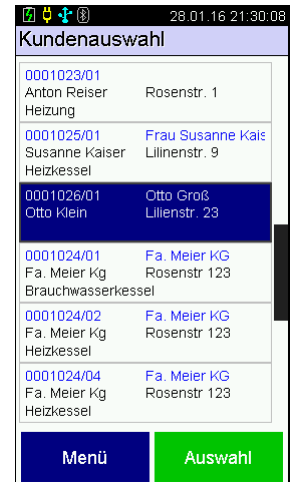 28.01.16 21:30:08
Kundenauswahl
0001023/01
Anton Reiser Rosenstr. 1
Heizung
0001025/01 Frau Susanne Kais
Susanne Kaiser Lilinenstr. 9
Heizkessel
0001026/01 Otto Groß
Otto Klein Lilienstr. 23
0001024/01 Fa. Meier KG
Fa. Meier Kg Rosenstr 123
Brauchwasserkessel
0001024/02 Fa. Meier KG
Fa. Meier Kg Rosenstr 123
Heizkessel
0001024/04 Fa. Meier KG
Fa. Meier Kg Rosenstr 123
Heizkessel
Menü Auswahl